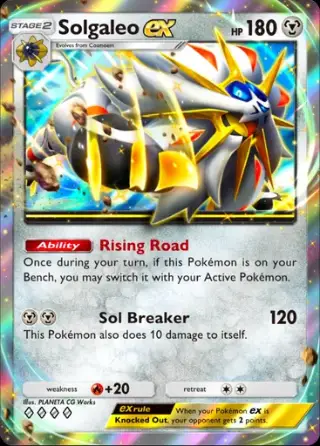 STAGE 2 Solgaleo ex HP 180
Evolves from Cosmoem
Ability Rising Road
Once during your turn, if this Pokémon is on your
Bench, you may switch it with your Active Pokémon.
Sol Breaker 120
This Pokémon also does 10 damage to itself.
weakness +20 retreat
Illus. PLANETA CG Works
ex rule When your Pokémon ex is
Knocked Out, your opponent gets 2 points.